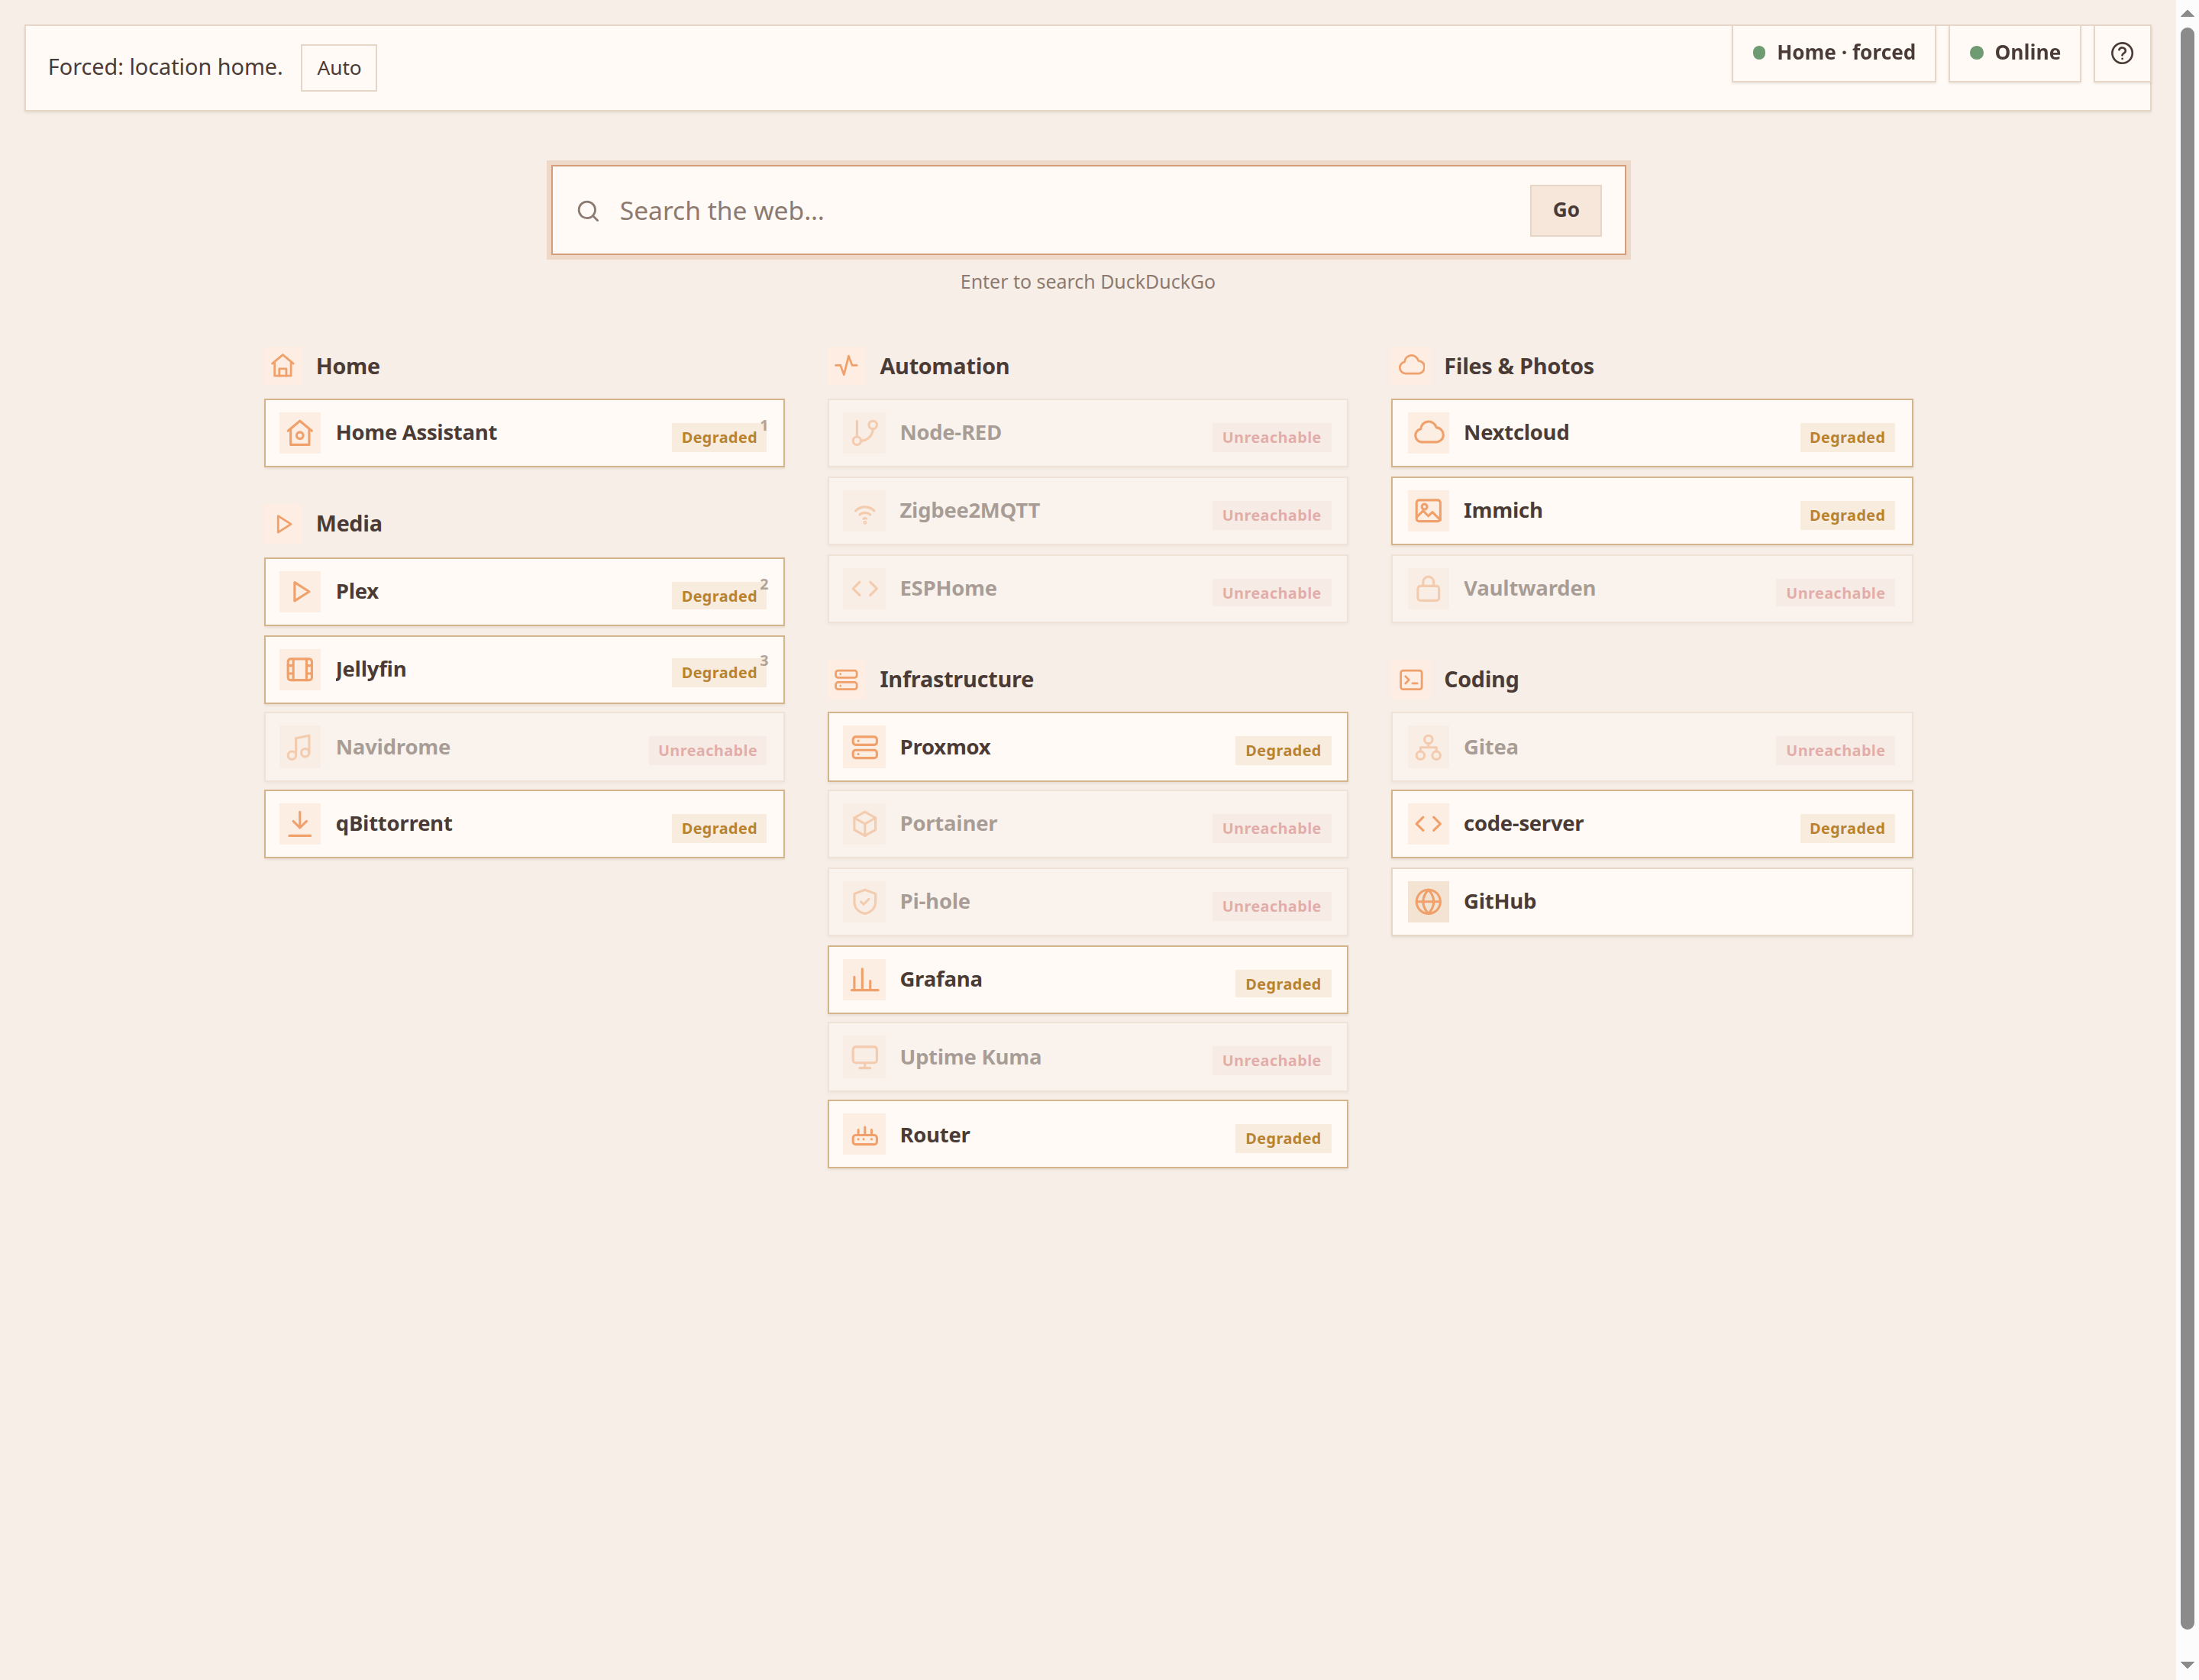 Forced: location home. Auto
Home · forced
Online
Search the web...
Go
Enter to search DuckDuckGo
Home
Home Assistant
Degraded
1
Media
Plex
Degraded
2
Jellyfin
Degraded
3
Navidrome
Unreachable
qBittorrent
Degraded
Automation
Node-RED
Unreachable
Zigbee2MQTT
Unreachable
ESPHome
Unreachable
Infrastructure
Proxmox
Degraded
Portainer
Unreachable
Pi-hole
Unreachable
Grafana
Degraded
Uptime Kuma
Unreachable
Router
Degraded
Files & Photos
Nextcloud
Degraded
Immich
Degraded
Vaultwarden
Unreachable
Coding
Gitea
Unreachable
code-server
Degraded
GitHub